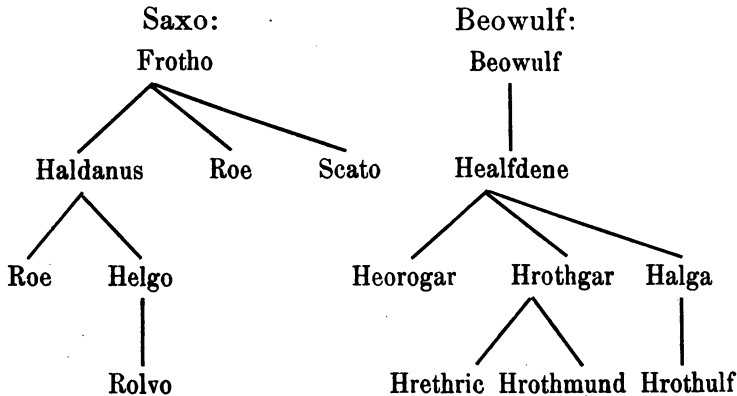 Saxo: Beowulf:
Frotho Beowulf
Haldanus Roe Scato Healfdene
Roe Helgo Heorogar Hrothgar Halga
Rolvo Hrethric Hrothmund Hrothulf